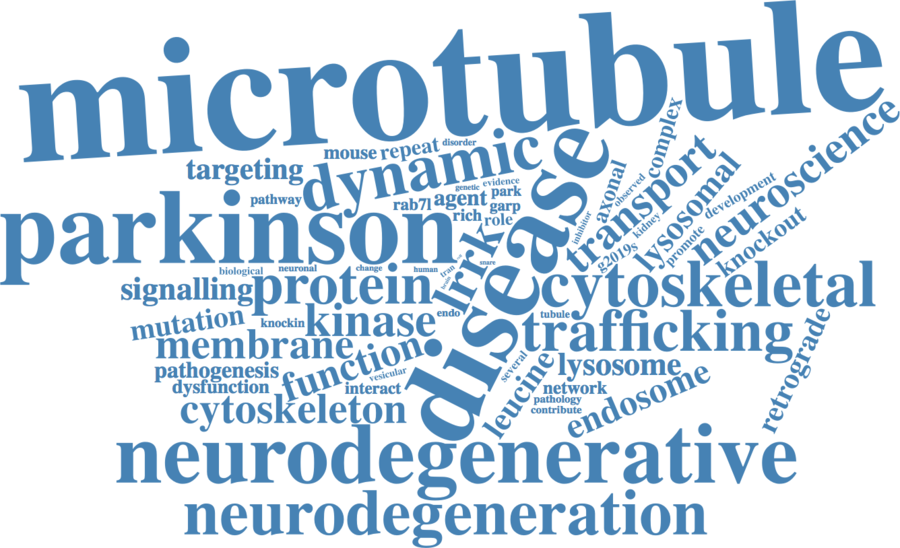 microtubule
mouse
repeat
disorder
targeting
dynamic
disease
complex
neuroscience
transport
axonal
observed
lysosomal
genetic
evidence
pathway
agent
park
rab7l
garp
rich
role
inhibitor
kidney
g2019s
promote
development
knockout
parkinson
lrrk
snare
biological
neuronal
change
human
tran
brain
signalling
protein
cytoskeletal
mutation
knockin
kinase
endo
tubule
trafficking
membrane
function
several
retrograde
pathogenesis
vesicular
lysosome
dysfunction
interact
leucine
network
endosome
pathology
contribute
cytoskeleton
neurodegenerative
neurodegeneration